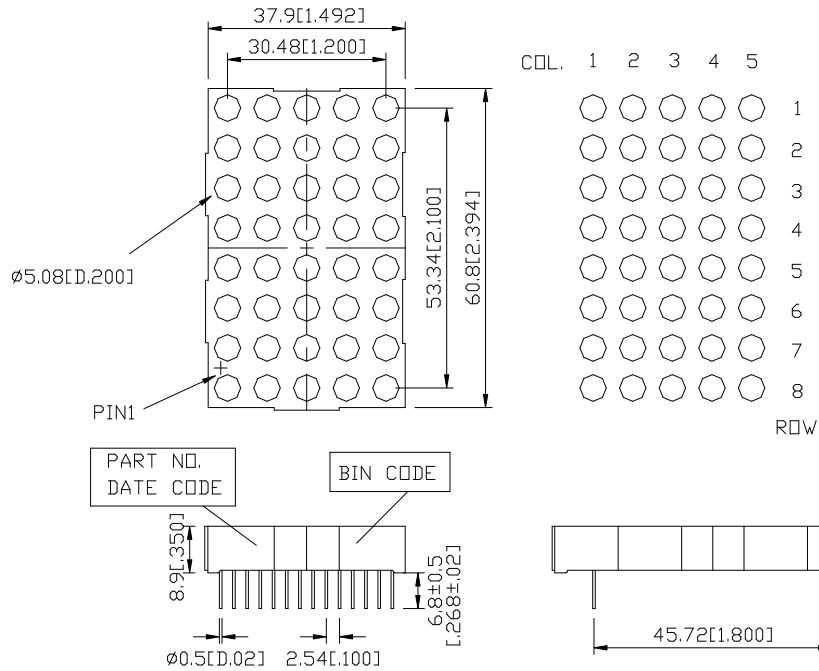 37.9[1.492]
30.48[1.200]
COL. 1 2 3 4 5
1
2
3
4
5
6
7
8
ROW
53.34[2.100]
60.8[2.394]
ø5.08[0.200]
PIN1
PART NO.
DATE CODE
BIN CODE
8.9[.350]
6.8±0.5
[.268±.02]
ø0.5[0.02]
2.54[.100]
45.72[1.800]